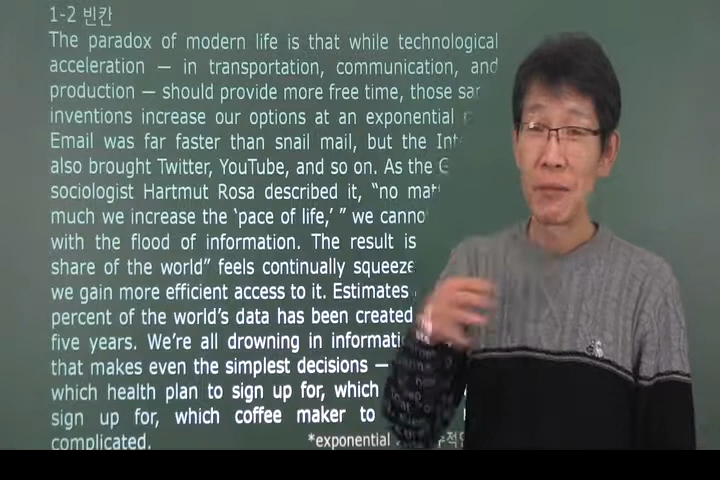 1-2 빈칸
The paradox of modern life is that while technological
acceleration — in transportation, communication, and
production — should provide more free time, those
inventions increase our options at an exponential
Email was far faster than snail mail, but the
also brought Twitter, YouTube, and so on. As the
sociologist Hartmut Rosa described it, “no
much we increase the ‘pace of life,’ ” we
with the flood of information. The result is
share of the world” feels continually
we gain more efficient access to it. Estimates
percent of the world’s data has been created
five years. We’re all drowning in
that makes even the simplest decisions —
which health plan to sign up for, which
sign up for, which coffee maker to
complicated.
*exponential